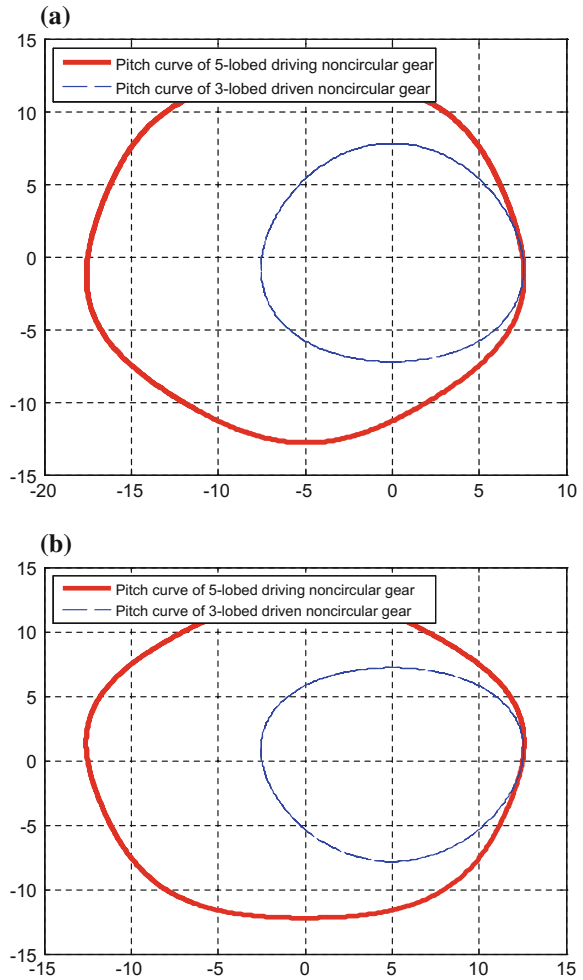 (a)
15
Pitch curve of 5-lobed driving noncircular gear
Pitch curve of 3-lobed driven noncircular gear
10
5
0
-5
-10
-15
-20 -15 -10 -5 0 5 10
(b)
15
Pitch curve of 5-lobed driving noncircular gear
Pitch curve of 3-lobed driven noncircular gear
10
5
0
-5
-10
-15
-15 -10 -5 0 5 10 15